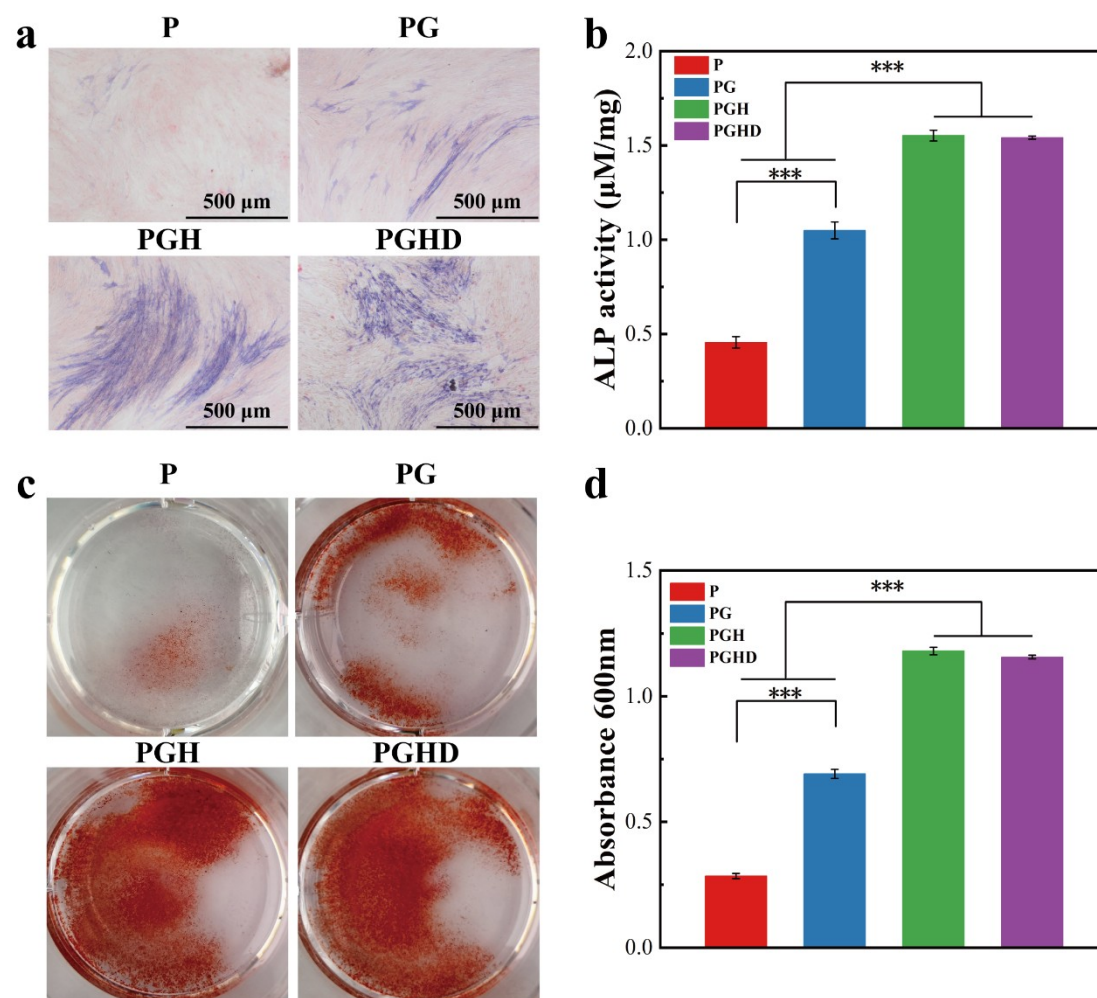 a
P
PG
500 μm
500 μm
PGH
PGHD
500 μm
500 μm
b
ALP activity (μM/mg)
2.0
1.5
1.0
0.5
0.0
P
PG
PGH
PGHD
***
***
c
P
PG
PGH
PGHD
d
Absorbance 600nm
1.5
1.0
0.5
0.0
P
PG
PGH
PGHD
***
***